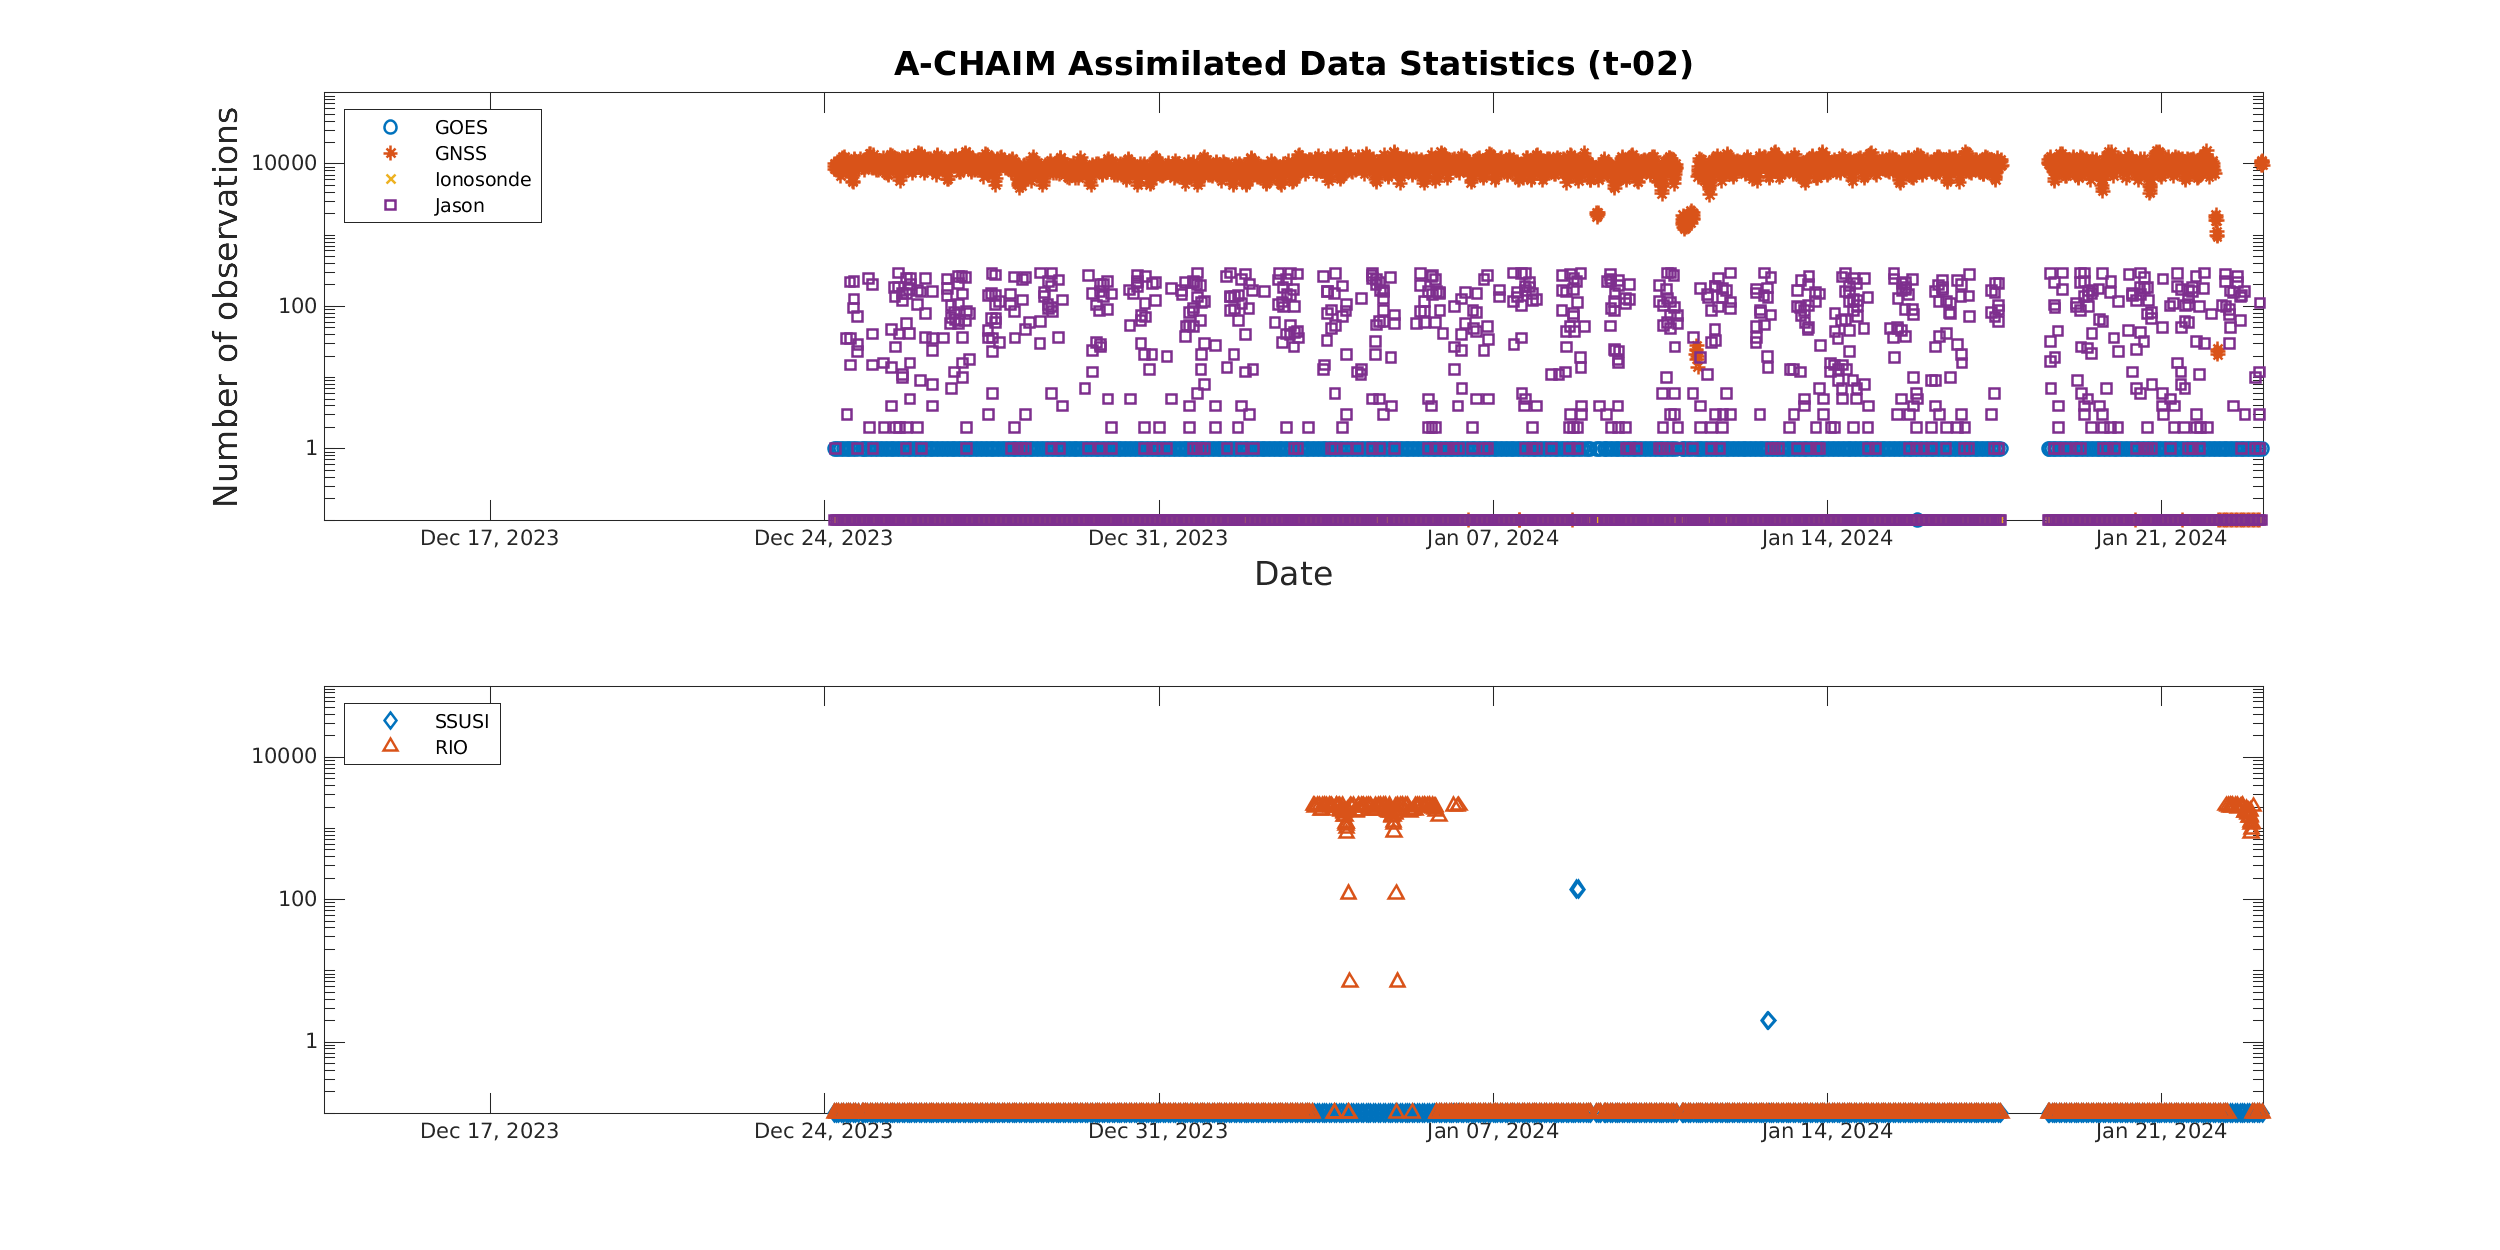 A-CHAIM Assimilated Data Statistics (t-02)
Number of observations
10000
100
1
GOES
GNSS
Ionosonde
Jason
Dec 17, 2023
Dec 24, 2023
Dec 31, 2023
Jan 07, 2024
Jan 14, 2024
Jan 21, 2024
Date
10000
100
1
SSUSI
RIO
Dec 17, 2023
Dec 24, 2023
Dec 31, 2023
Jan 07, 2024
Jan 14, 2024
Jan 21, 2024